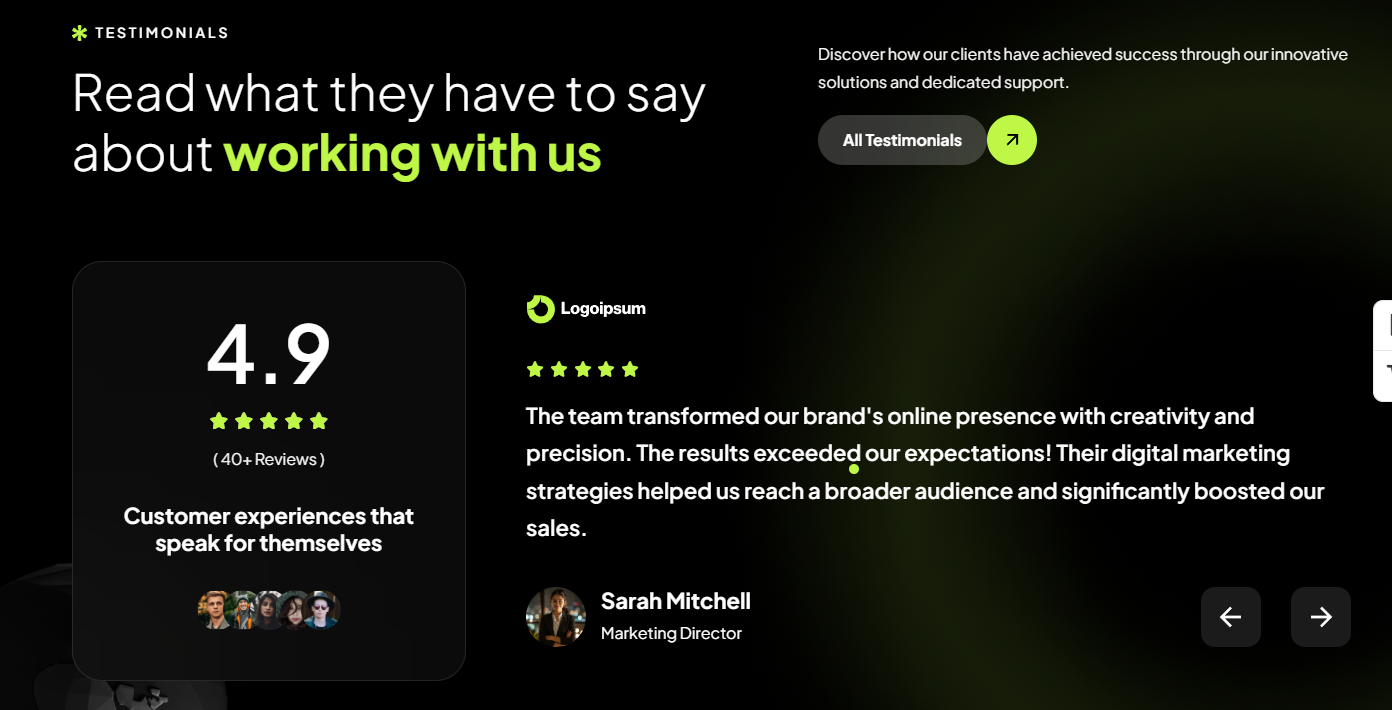 TESTIMONIALS
Read what they have to say
about working with us
Discover how our clients have achieved success through our innovative
solutions and dedicated support.
All Testimonials
4.9
( 40+ Reviews )
Customer experiences that
speak for themselves
Logoipsum
The team transformed our brand's online presence with creativity and
precision. The results exceeded our expectations! Their digital marketing
strategies helped us reach a broader audience and significantly boosted our
sales.
Sarah Mitchell
Marketing Director